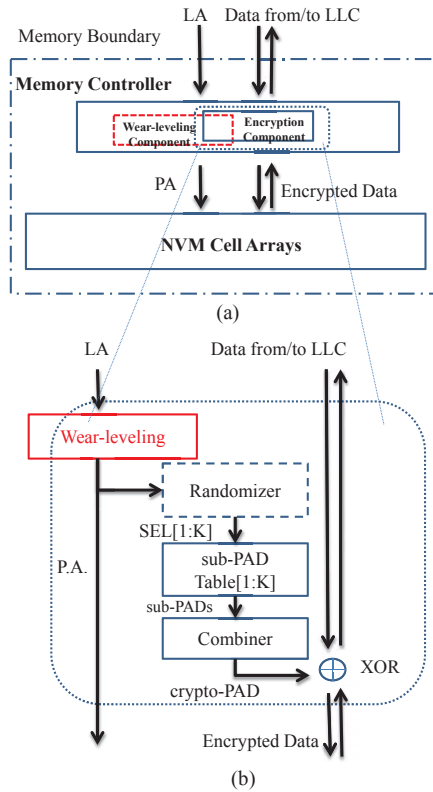 LA
Data from/to LLC
Memory Boundary
Memory Controller
Wear-leveling
Component
Encryption
Component
PA
Encrypted Data
NVM Cell Arrays
(a)
LA
Data from/to LLC
Wear-leveling
Randomizer
SEL[1:K]
P.A.
sub-PAD
Table[1:K]
sub-PADs
Combiner
XOR
crypto-PAD
Encrypted Data
(b)